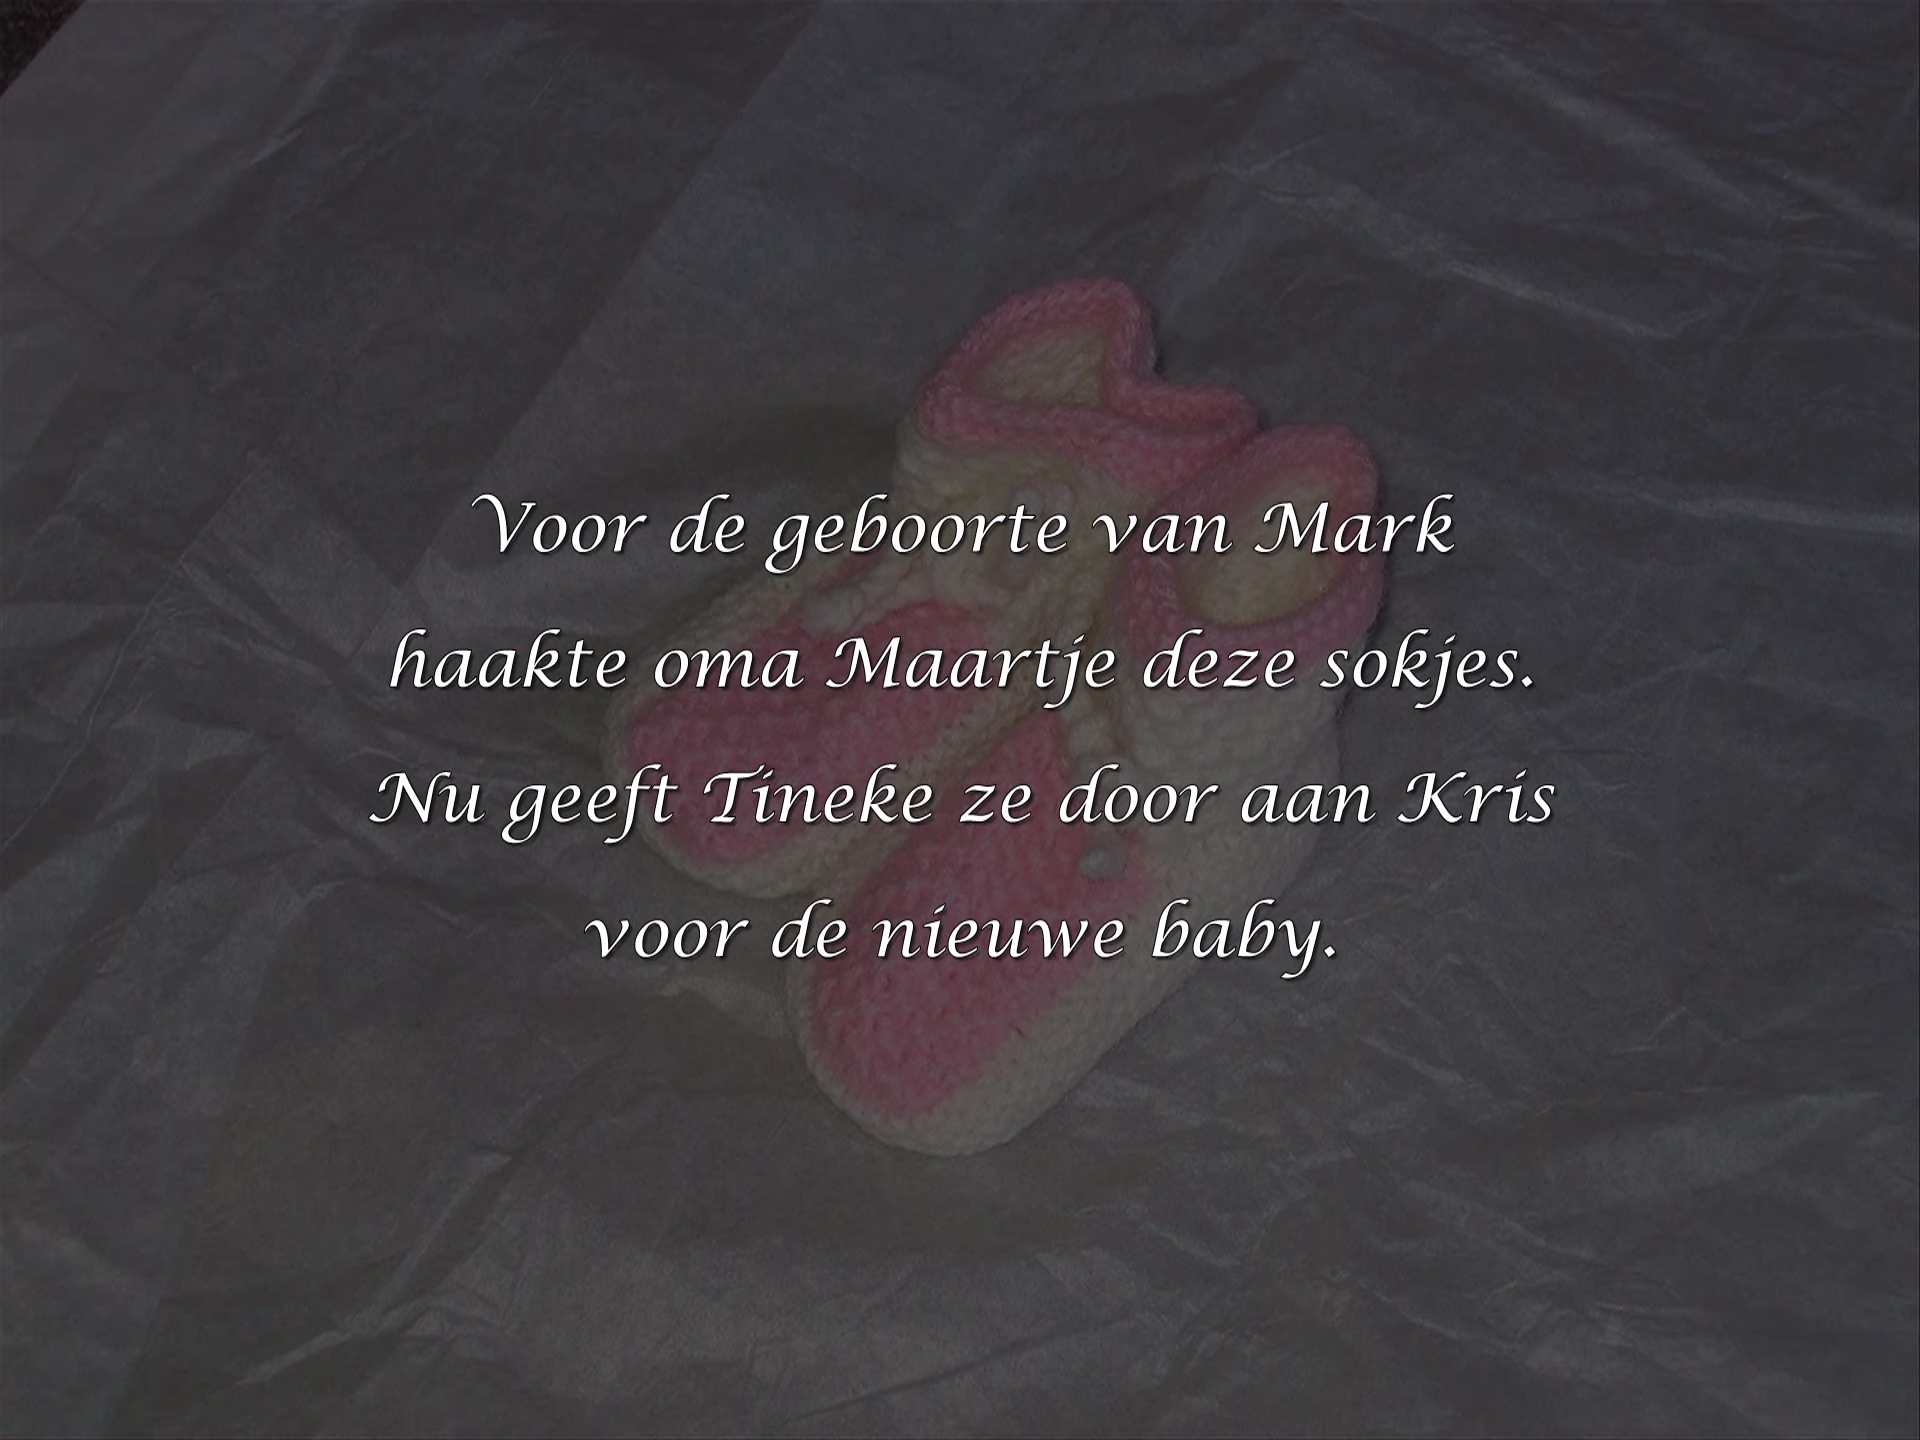 Voor de geboorte van Mark
haakte oma Maartje deze sokjes.
Nu geeft Tineke ze door aan Kris
voor de nieuwe baby.